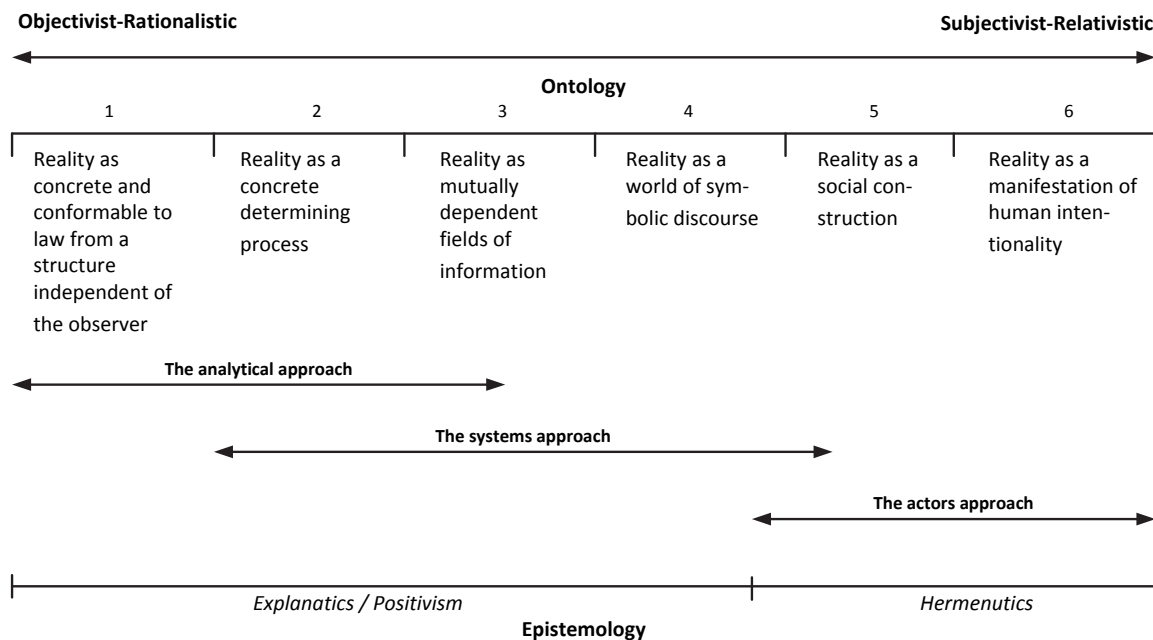 Objectivist-Rationalistic
Subjectivist-Relativistic
Ontology
1
2
3
4
5
6
Reality as
concrete and
conformable to
law from a
structure
independent of
the observer
Reality as a
concrete
determining
process
Reality as
mutually
dependent
fields of
information
Reality as a
world of sym-
bolic discourse
Reality as a
social con-
struction
Reality as a
manifestation of
human inten-
tionality
The analytical approach
The systems approach
The actors approach
Explanatics / Positivism
Hermenutics
Epistemology